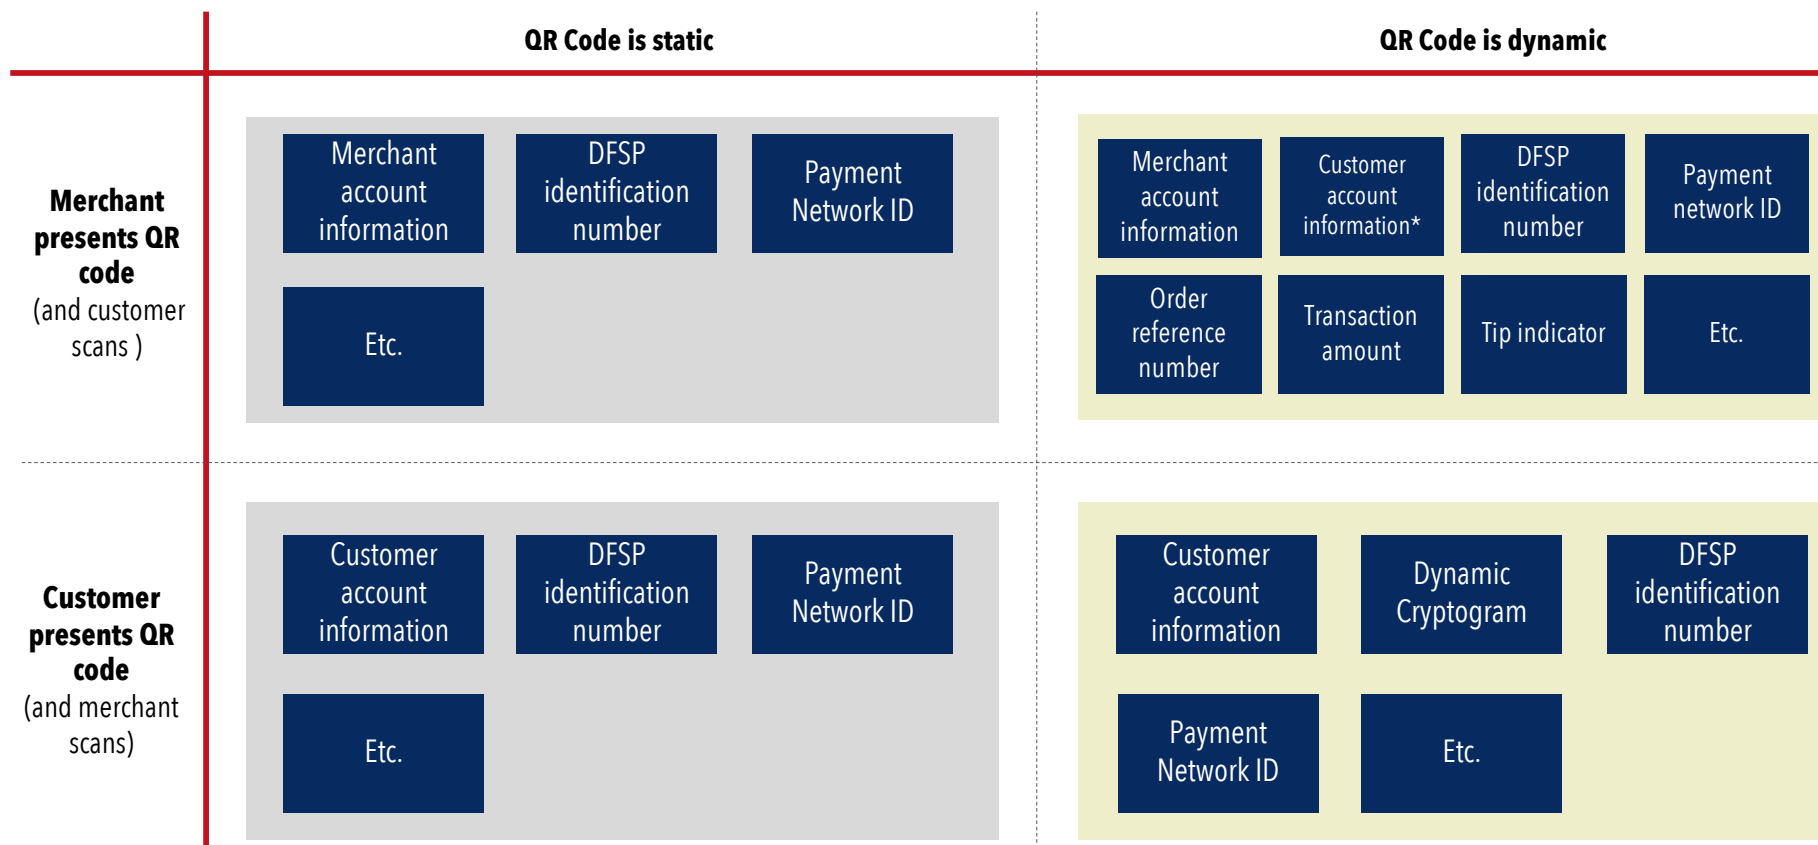 QR Code is static
QR Code is dynamic
Merchant
presents QR
code
(and customer
scans )
Merchant
account
information
DFSP
identification
number
Payment
Network ID
Etc.
Merchant
account
information
Customer
account
information*
DFSP
identification
number
Payment
network ID
Order
reference
number
Transaction
amount
Tip indicator
Etc.
Customer
presents QR
code
(and merchant
scans)
Customer
account
information
DFSP
identification
number
Payment
Network ID
Etc.
Customer
account
information
Dynamic
Cryptogram
DFSP
identification
number
Payment
Network ID
Etc.